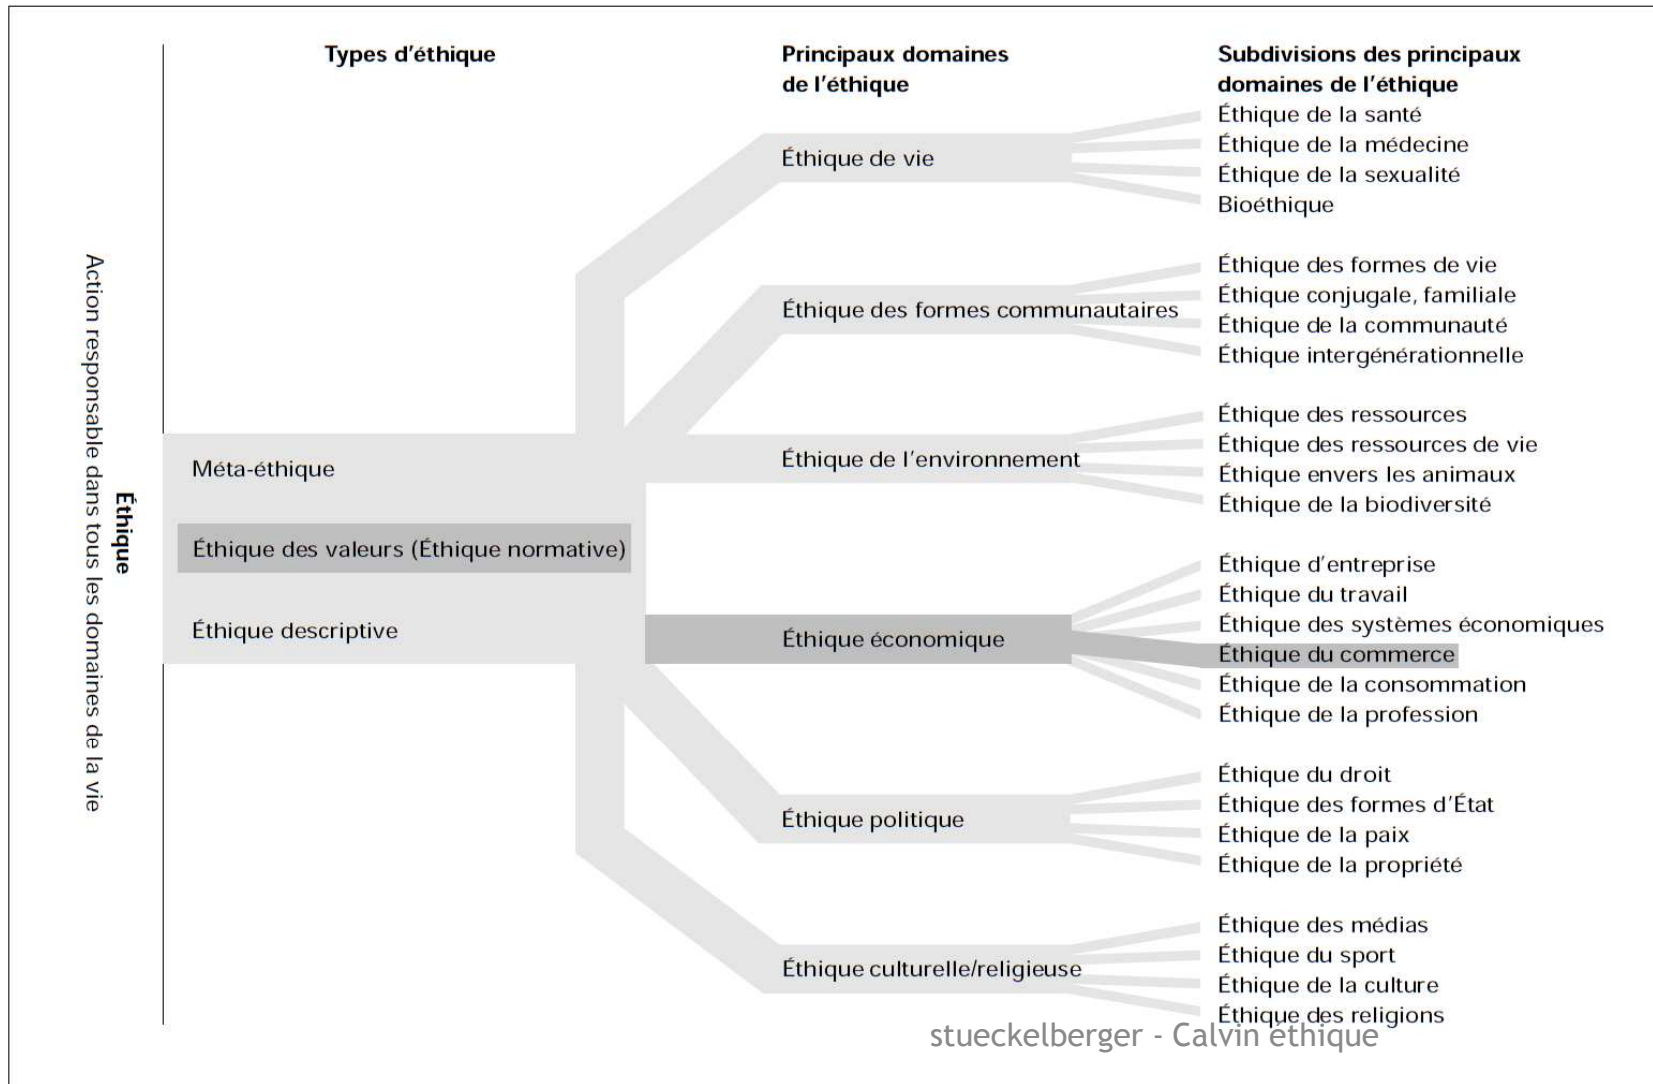 Types d'éthique
Principaux domaines
de l'éthique
Subdivisions des principaux
domaines de l'éthique
Éthique
Action responsable dans tous les domaines de la vie
Méta-éthique
Éthique des valeurs (Éthique normative)
Éthique descriptive
Éthique de vie
Éthique de la santé
Éthique de la médecine
Éthique de la sexualité
Bioéthique
Éthique des formes communautaires
Éthique des formes de vie
Éthique conjugale, familiale
Éthique de la communauté
Éthique intergénérationnelle
Éthique de l'environnement
Éthique des ressources
Éthique des ressources de vie
Éthique envers les animaux
Éthique de la biodiversité
Éthique économique
Éthique d'entreprise
Éthique du travail
Éthique des systèmes économiques
Éthique du commerce
Éthique de la consommation
Éthique de la profession
Éthique politique
Éthique du droit
Éthique des formes d'État
Éthique de la paix
Éthique de la propriété
Éthique culturelle/religieuse
Éthique des médias
Éthique du sport
Éthique de la culture
Éthique des religions
stueckelberger - Calvin éthique